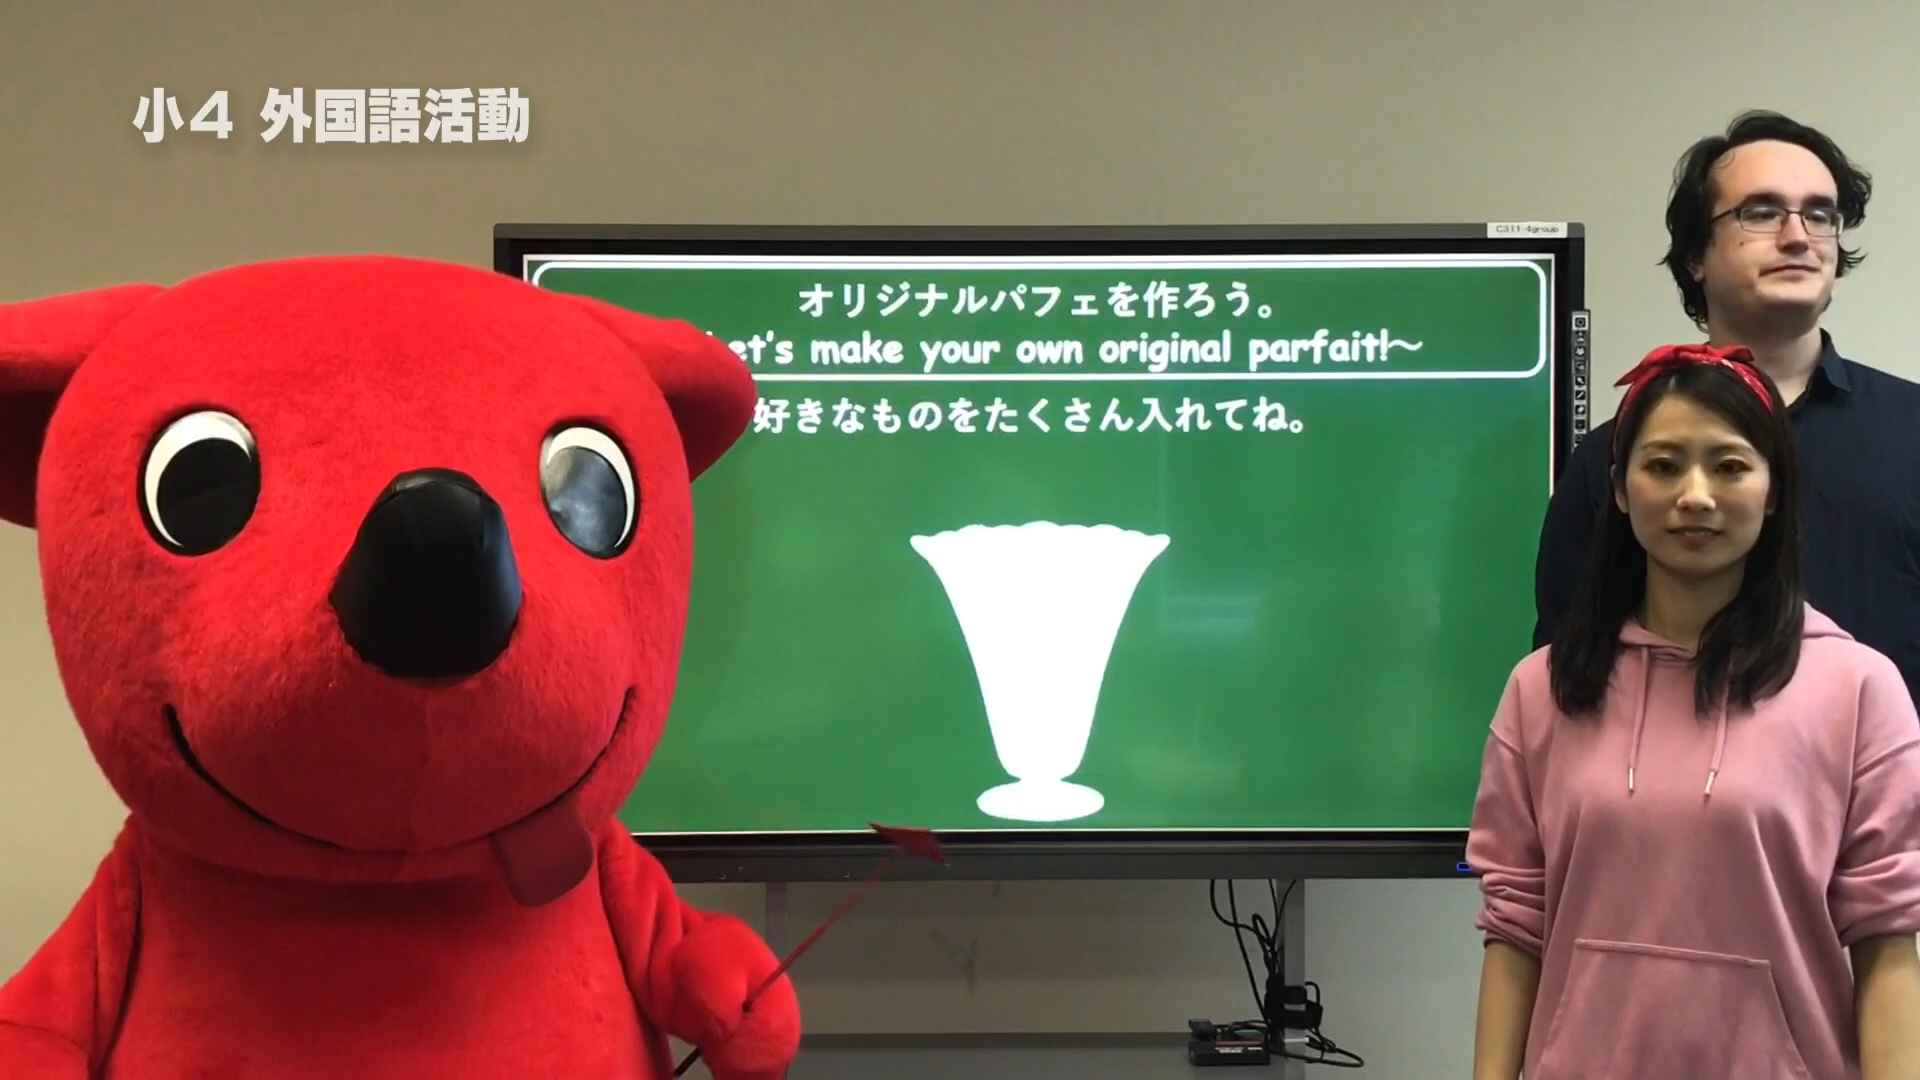 小4 外国語活動
C311-4group
オリジナルパフェを作ろう。
et's make your own original parfait!~
好きなものをたくさん入れてね。